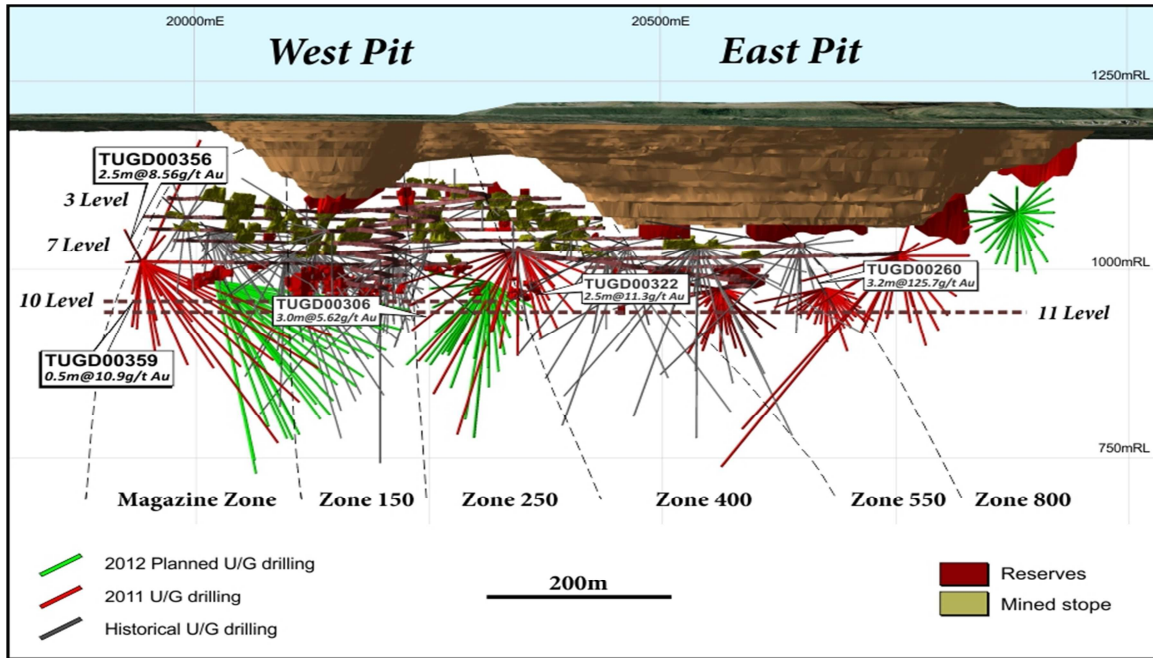 20000mE
20500mE
West Pit
East Pit
1250mRL
TUGD00356
2.5m@8.56g/t Au
3 Level
7 Level
1000mRL
TUGD00260
3.2m@125.7g/t Au
TUGD00322
2.5m@11.3g/t Au
10 Level
TUGD00306
3.0m@5.62g/t Au
11 Level
TUGD00359
0.5m@10.9g/t Au
750mRL
Magazine Zone
Zone 150
Zone 250
Zone 400
Zone 550
Zone 800
2012 Planned U/G drilling
2011 U/G drilling
Historical U/G drilling
200m
Reserves
Mined stope